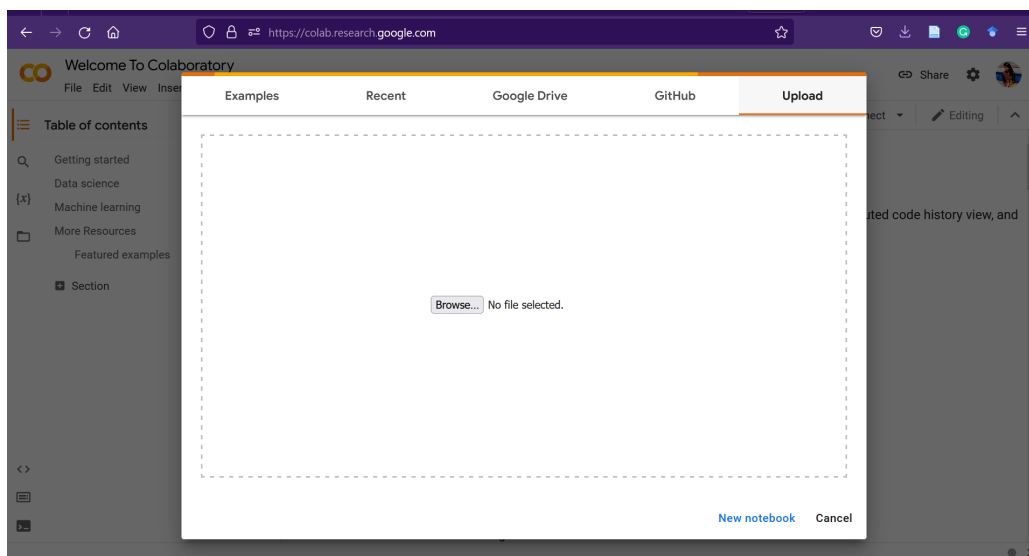 https://colab.research.google.com
Welcome To Colaboratory
File Edit View Inser
Share
Examples Recent Google Drive GitHub Upload
nect Editing
Table of contents
Getting started
Data science
{x}
Machine learning
uted code history view, and
More Resources
Featured examples
Section
Browse... No file selected.
<>
New notebook Cancel